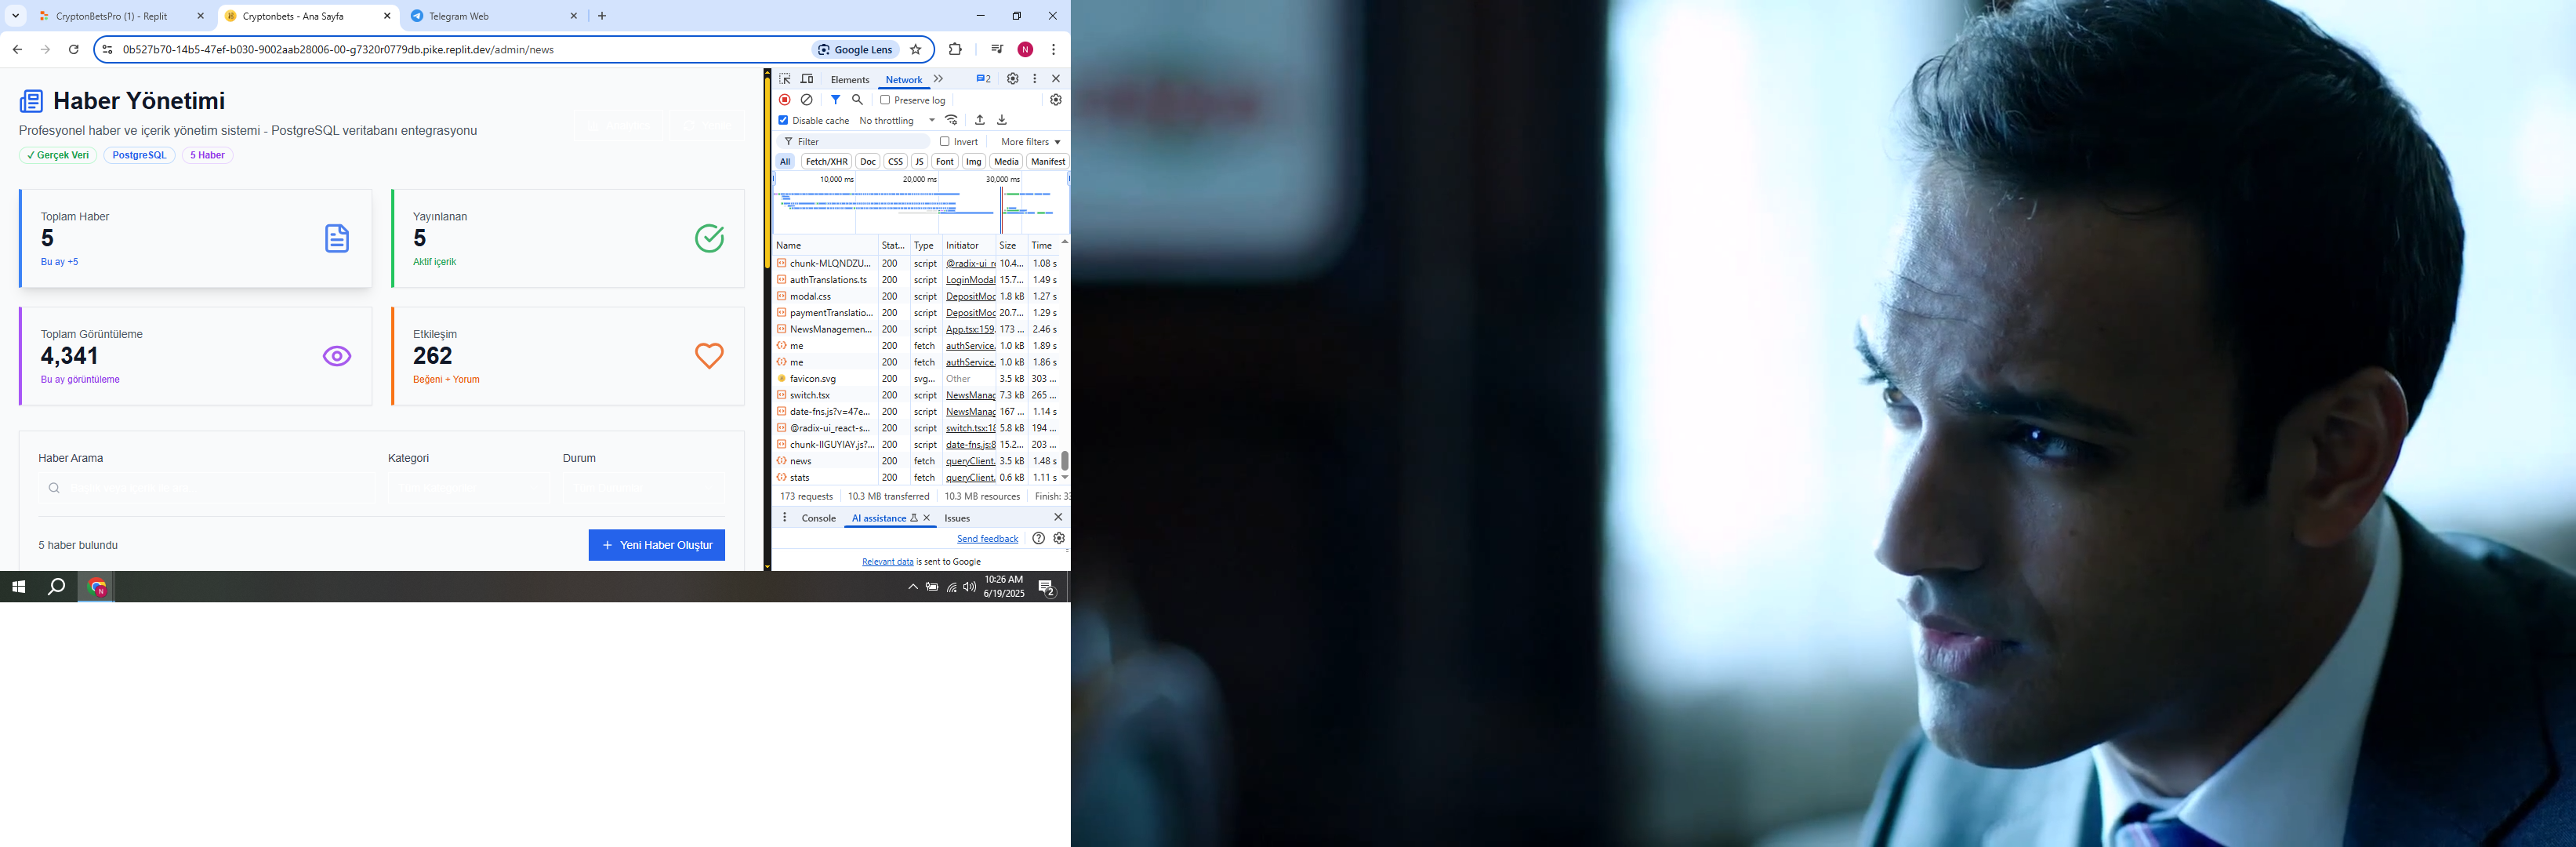 CryptonBetsPro (1) - Replit
Cryptonbets - Ana Sayfa
Telegram Web
0b527b70-14b5-47ef-b030-9002aab28006-00-g7320r0779db.pike.replit.dev/admin/news
Google Lens
N
Haber Yönetimi
Profesyonel haber ve içerik yönetim sistemi - PostgreSQL veritabanı entegrasyonu
✓ Gerçek Veri
PostgreSQL
5 Haber
Toplam Haber
5
Bu ay +5
Yayınlanan
5
Aktif içerik
Toplam Görüntüleme
4,341
Bu ay görüntüleme
Etkileşim
262
Beğeni + Yorum
Haber Arama
Kategori
Durum
5 haber bulundu
+ Yeni Haber Oluştur
Elements
Network
2
Preserve log
Disable cache
No throttling
Filter
Invert
More filters
All
Fetch/XHR
Doc
CSS
JS
Font
Img
Media
Manifest
10,000 ms
20,000 ms
30,000 ms
Name Stat... Type Initiator Size Time
chunk-MLQNDZU... 200 script @radix-ui_re 10.4... 1.08 s
authTranslations.ts 200 script LoginModal 15.7... 1.49 s
modal.css 200 script DepositMod 1.8 kB 1.27 s
paymentTranslatio... 200 script DepositMod 20.7... 1.29 s
NewsManagemen... 200 script App.tsx:159 173 ... 2.46 s
me 200 fetch authService. 1.0 kB 1.89 s
me 200 fetch authService. 1.0 kB 1.86 s
favicon.svg 200 svg... Other 3.5 kB 303 ...
switch.tsx 200 script NewsManag 7.3 kB 265 ...
date-fns.js?v=47e... 200 script NewsManag 167 ... 1.14 s
@radix-ui_react-s... 200 script switch.tsx:18 5.8 kB 194 ...
chunk-IIGUYIAY.js?... 200 script date-fns.js:8 15.2... 203 ...
news 200 fetch queryClient. 3.5 kB 1.48 s
stats 200 fetch queryClient. 0.6 kB 1.11 s
173 requests
10.3 MB transferred
10.3 MB resources
Finish: 33
Console
AI assistance
Issues
Send feedback
Relevant data is sent to Google
10:26 AM
6/19/2025
2